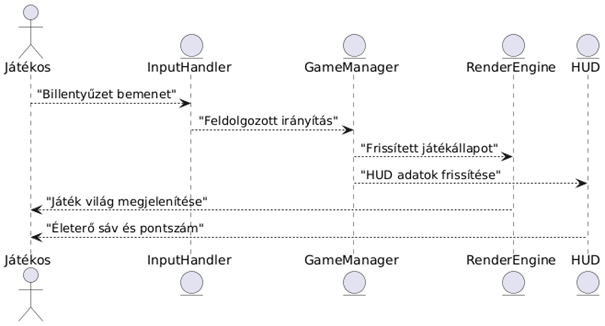 Játékos InputHandler GameManager RenderEngine HUD
"Billentyűzet bemenet"
"Feldolgozott irányítás"
"Frissített játékállapot"
"HUD adatok frissítése"
"Játék világ megjelenítése"
"Életerő sáv és pontszám"
Játékos InputHandler GameManager RenderEngine HUD